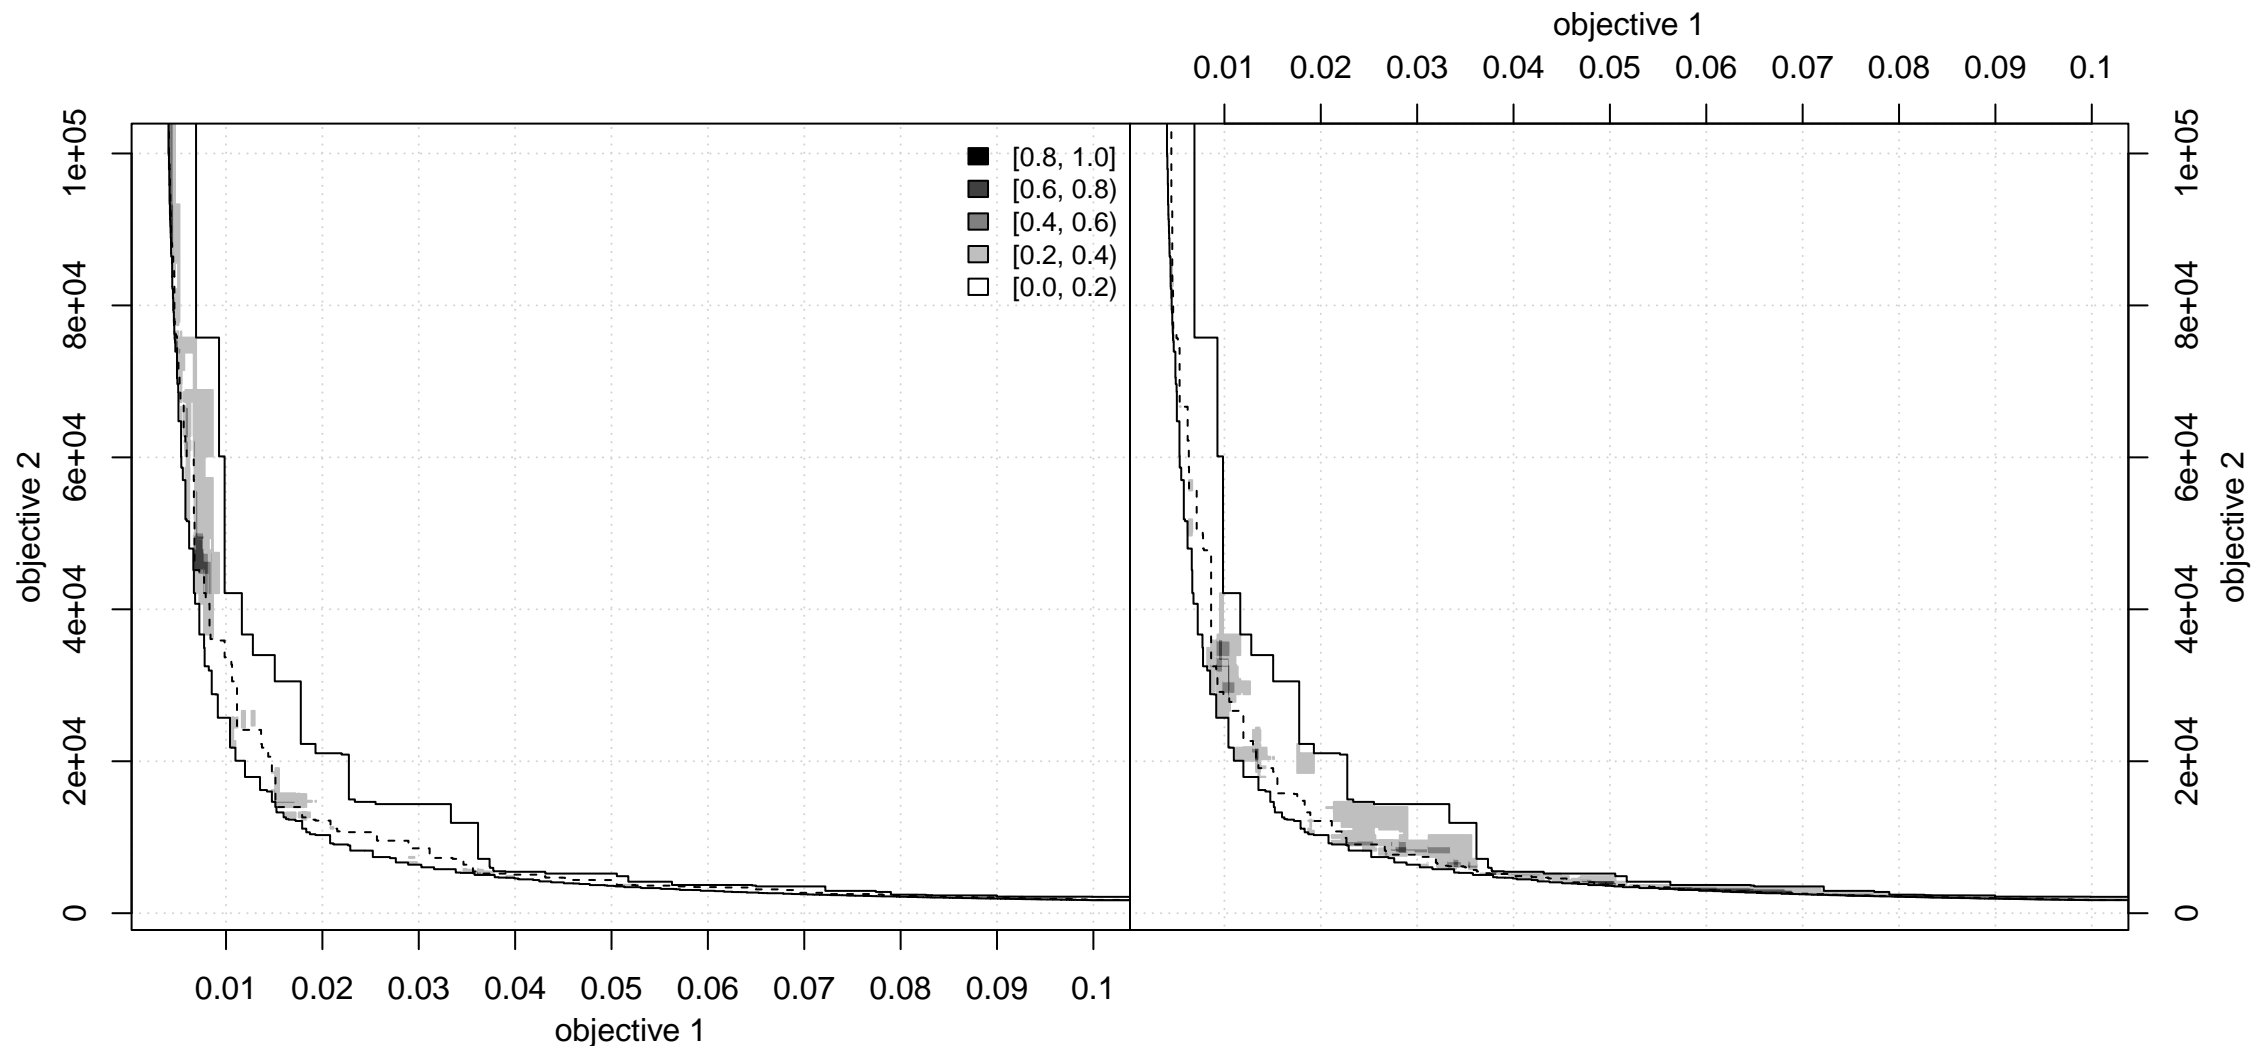 objective 1
0.01 0.02 0.03 0.04 0.05 0.06 0.07 0.08 0.09 0.1
[0.8, 1.0]
[0.6, 0.8)
[0.4, 0.6)
[0.2, 0.4)
[0.0, 0.2)
objective 2
0 2e+04 4e+04 6e+04 8e+04 1e+05
0 2e+04 4e+04 6e+04 8e+04 1e+05
objective 2
0.01 0.02 0.03 0.04 0.05 0.06 0.07 0.08 0.09 0.1
objective 1